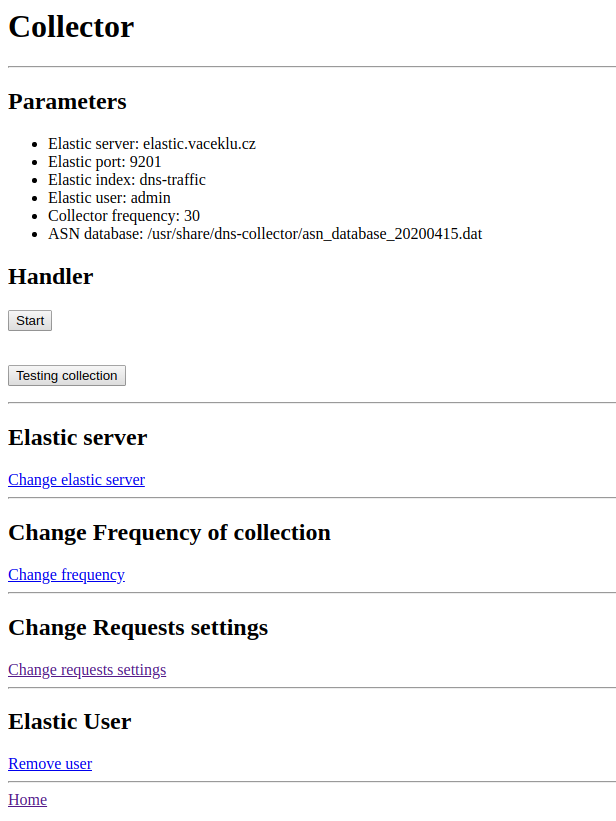 Collector
Parameters
Elastic server: elastic.vaceklu.cz
Elastic port: 9201
Elastic index: dns-traffic
Elastic user: admin
Collector frequency: 30
ASN database: /usr/share/dns-collector/asn_database_20200415.dat
Handler
Start
Testing collection
Elastic server
Change elastic server
Change Frequency of collection
Change frequency
Change Requests settings
Change requests settings
Elastic User
Remove user
Home